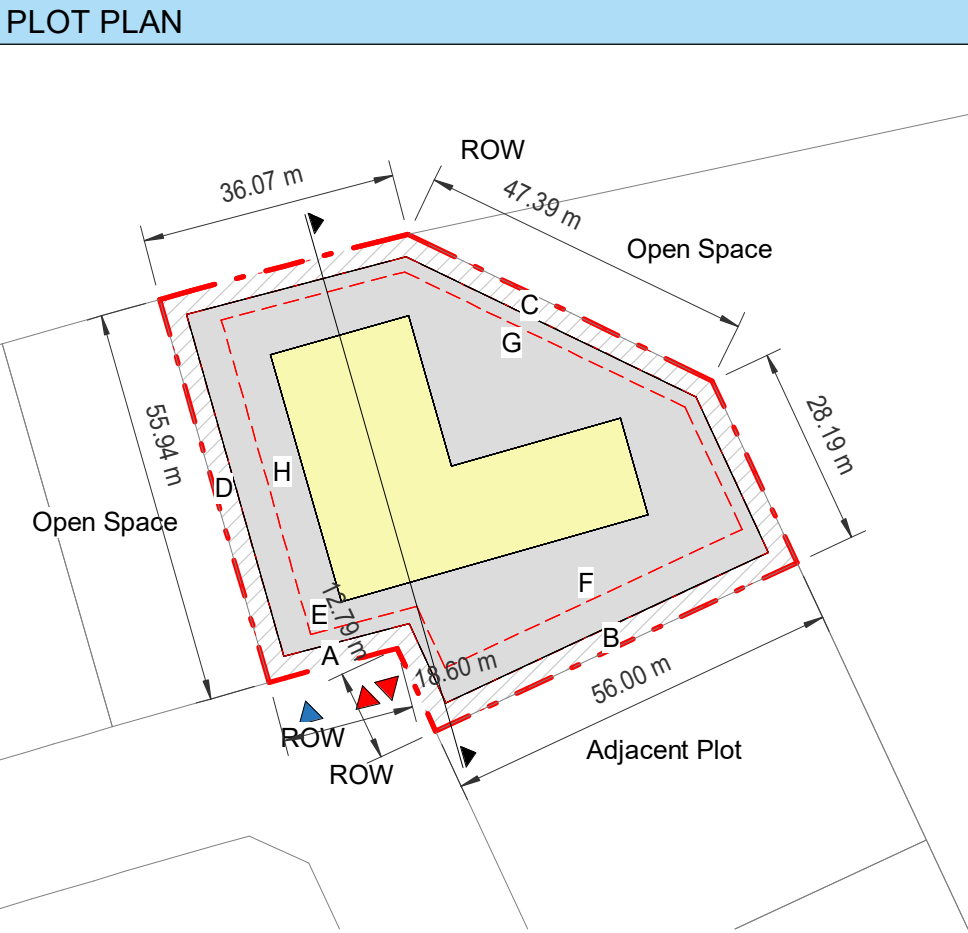 PLOT PLAN
ROW
36.07 m
47.39 m
Open Space
C
G
28.19 m
55.94 m
H
D
Open Space
F
12.79 m
E
B
A
18.60 m
56.00 m
ROW
Adjacent Plot
ROW